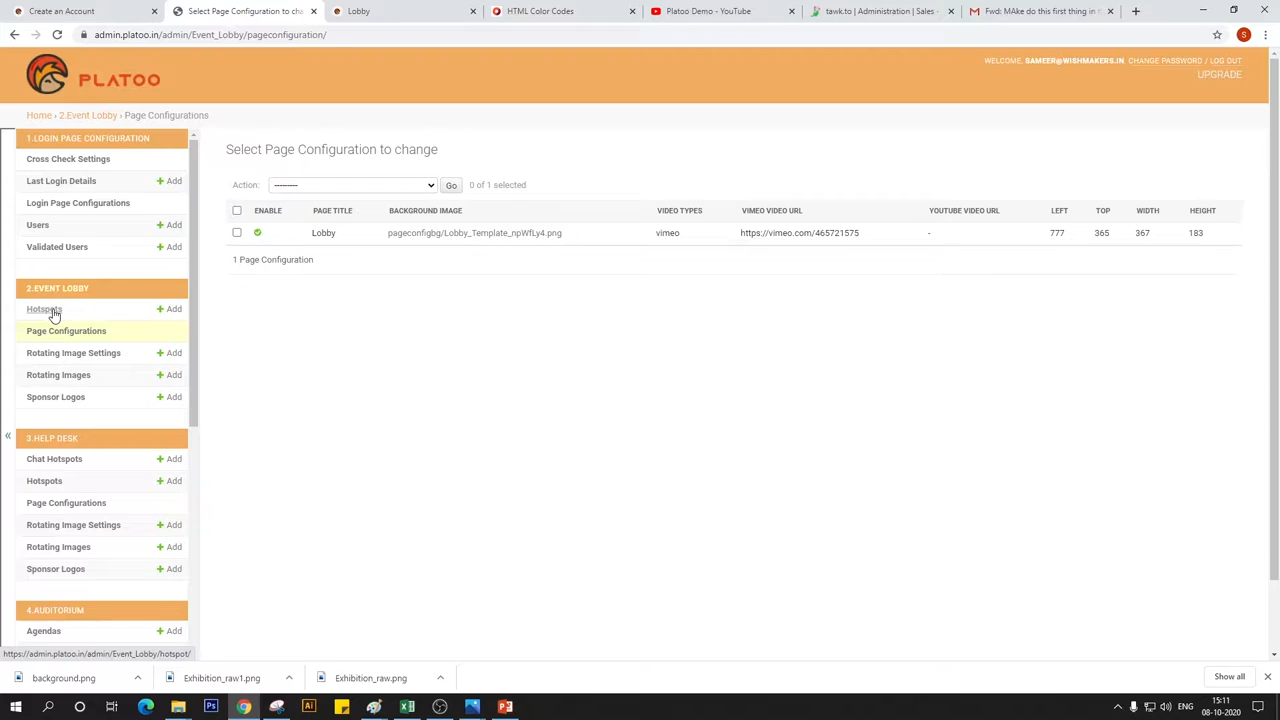 Create an Account
Select Page Configuration to cha
Lobby
HTML Color Codes
Platoo Demo - YouTube
tawk.to | Administration | Sales
Gmail Fwd: MAke do this first thing in t
admin.platoo.in/admin/Event_Lobby/pageconfiguration/
S
PLATOO
WELCOME, SAMEER@WISHMAKERS.IN. CHANGE PASSWORD / LOG OUT
UPGRADE
Home › 2.Event Lobby › Page Configurations
1.LOGIN PAGE CONFIGURATION
Cross Check Settings
Last Login Details + Add
Login Page Configurations
Users + Add
Validated Users + Add
2.EVENT LOBBY
Hotspots + Add
Page Configurations
Rotating Image Settings + Add
Rotating Images + Add
Sponsor Logos + Add
3.HELP DESK
Chat Hotspots + Add
Hotspots + Add
Page Configurations
Rotating Image Settings + Add
Rotating Images + Add
Sponsor Logos + Add
4.AUDITORIUM
Agendas + Add
«
Select Page Configuration to change
Action: --------- Go 0 of 1 selected
ENABLE PAGE TITLE BACKGROUND IMAGE VIDEO TYPES VIMEO VIDEO URL YOUTUBE VIDEO URL LEFT TOP WIDTH HEIGHT
Lobby pageconfigbg/Lobby_Template_npWfLy4.png vimeo https://vimeo.com/465721575 - 777 365 367 183
1 Page Configuration
https://admin.platoo.in/admin/Event_Lobby/hotspot/
background.png
Exhibition_raw1.png
Exhibition_raw.png
Show all
15:11
08-10-2020